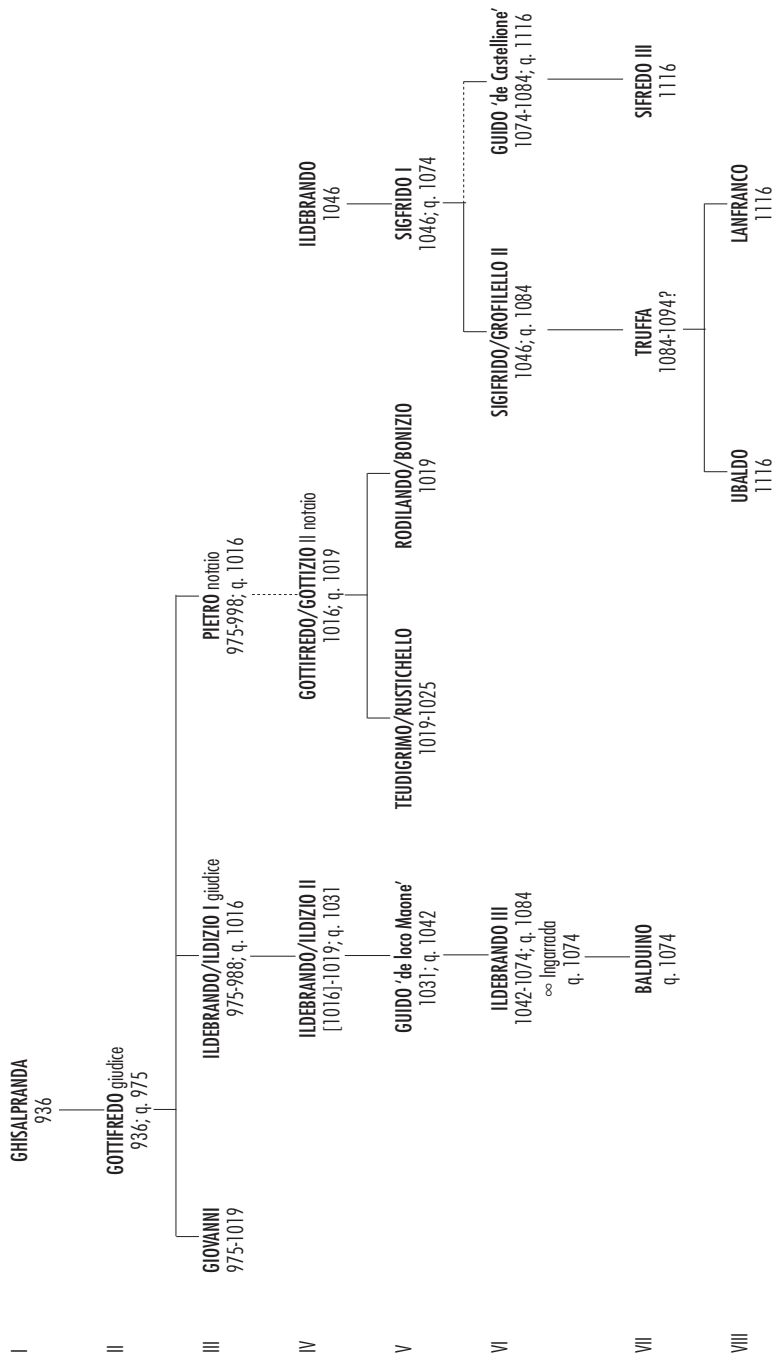 I
GHISALPRANDA
936
II
GOTTIFREDO giudice
936; q. 975
III
GIOVANNI
975-1019
ILDEBRANDO/ILDIZIO I giudice
975-988; q. 1016
PIETRO notaio
975-998; q. 1016
IV
ILDEBRANDO/ILDIZIO II
[1016]-1019; q. 1031
GOTTIFREDO/GOTTIZIO II notaio
1016; q. 1019
ILDEBRANDO
1046
V
GUIDO ‘de loco Maone’
1031; q. 1042
TEUDIGRIMO/RUSTICHELLO
1019-1025
RODILANDO/BONIZIO
1019
SIGFRIDO I
1046; q. 1074
VI
ILDEBRANDO III
1042-1074; q. 1084
∞ Ingarrada
q. 1074
SIGIFRIDO/GROFILELLO II
1046; q. 1084
GUIDO ‘de Castellione’
1074-1084; q. 1116
VII
BALDUINO
q. 1074
TRUFFA
1084-1094?
SIFREDO III
1116
VIII
UBALDO
1116
LANFRANCO
1116